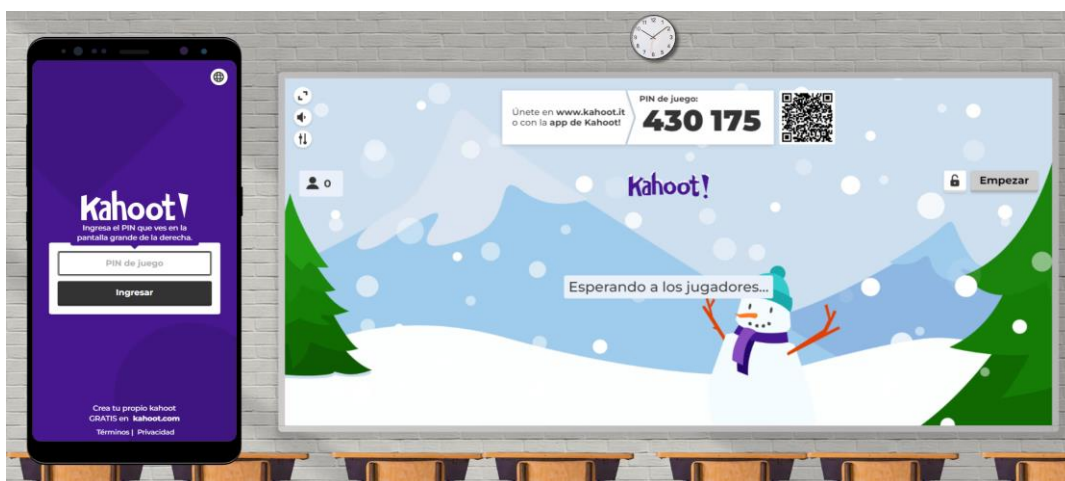 Kahoot!
Ingresa el PIN que ves en la
pantalla grande de la derecha.
PIN de juego
Ingresar
Crea tu propio kahoot
GRATIS en kahoot.com
Términos | Privacidad
12
Únete en www.kahoot.it
o con la app de Kahoot!
PIN de juego:
430 175
0
Kahoot!
Empezar
Esperando a los jugadores...